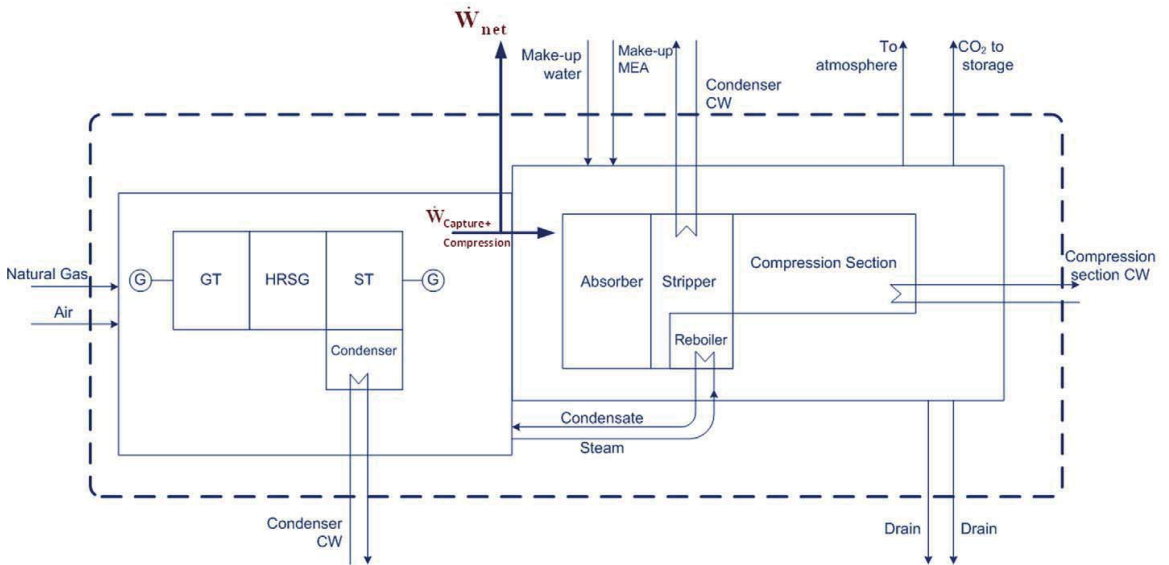 Ẇnet
Make-up
water
Make-up
MEA
Condenser
CW
To
atmosphere
CO2 to
storage
ẆCapture+
Compression
Natural Gas
Air
G
GT
HRSG
ST
G
Condenser
Absorber
Stripper
Compression Section
Reboiler
Compression
section CW
Condensate
Steam
Condenser
CW
Drain
Drain